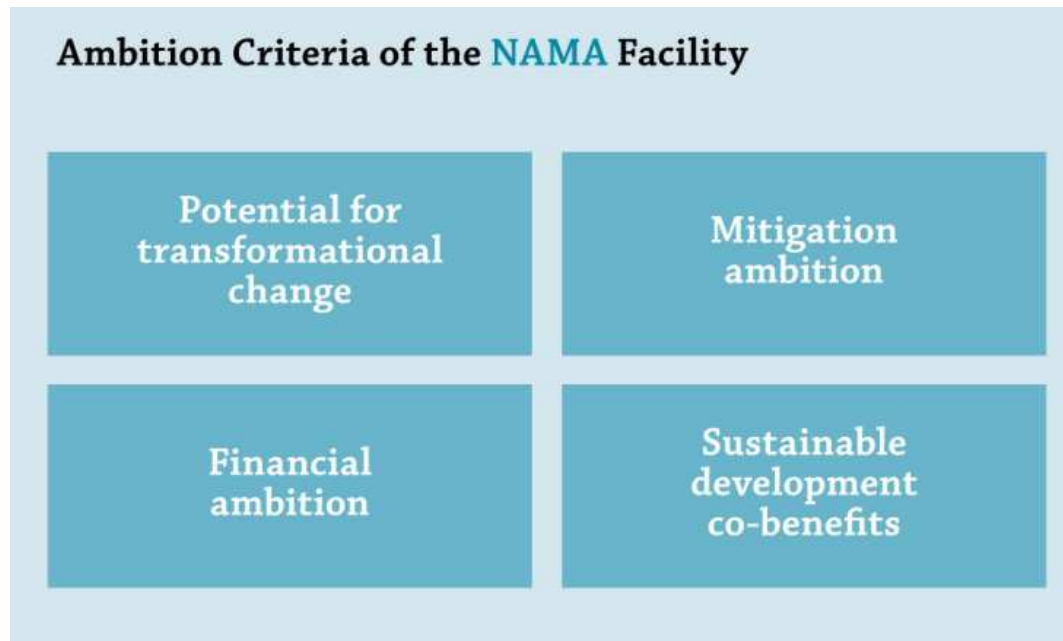 Ambition Criteria of the NAMA Facility
Potential for
transformational
change
Mitigation
ambition
Financial
ambition
Sustainable
development
co-benefits